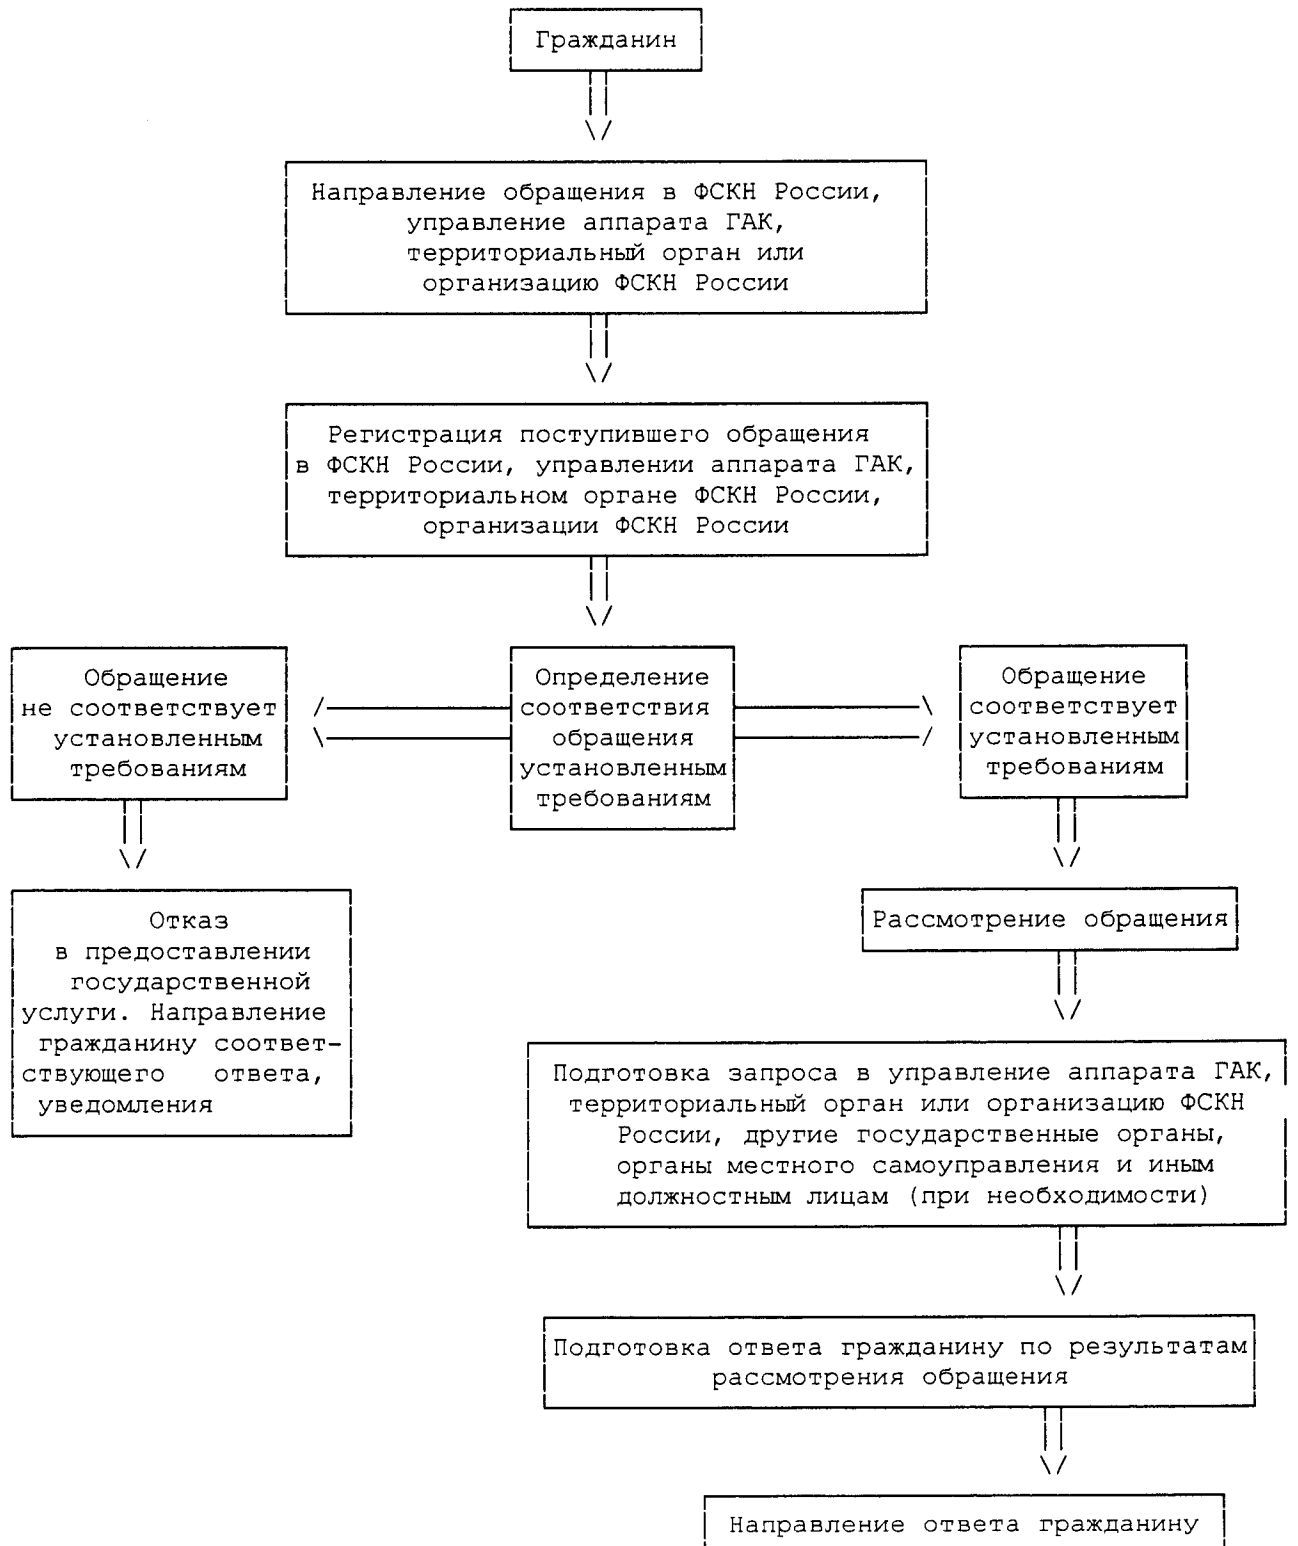 Гражданин
Направление обращения в ФСКН России,
управление аппарата ГАК,
территориальный орган или
организацию ФСКН России
Регистрация поступившего обращения
в ФСКН России, управлении аппарата ГАК,
территориальном органе ФСКН России,
организации ФСКН России
Обращение
не соответствует
установленным
требованиям
Определение
соответствия
обращения
установленным
требованиям
Обращение
соответствует
установленным
требованиям
Отказ
в предоставлении
государственной
услуги. Направление
гражданину соответ-
ствующего ответа,
уведомления
Рассмотрение обращения
Подготовка запроса в управление аппарата ГАК,
территориальный орган или организацию ФСКН
России, другие государственные органы,
органы местного самоуправления и иным
должностным лицам (при необходимости)
Подготовка ответа гражданину по результатам
рассмотрения обращения
Направление ответа гражданину